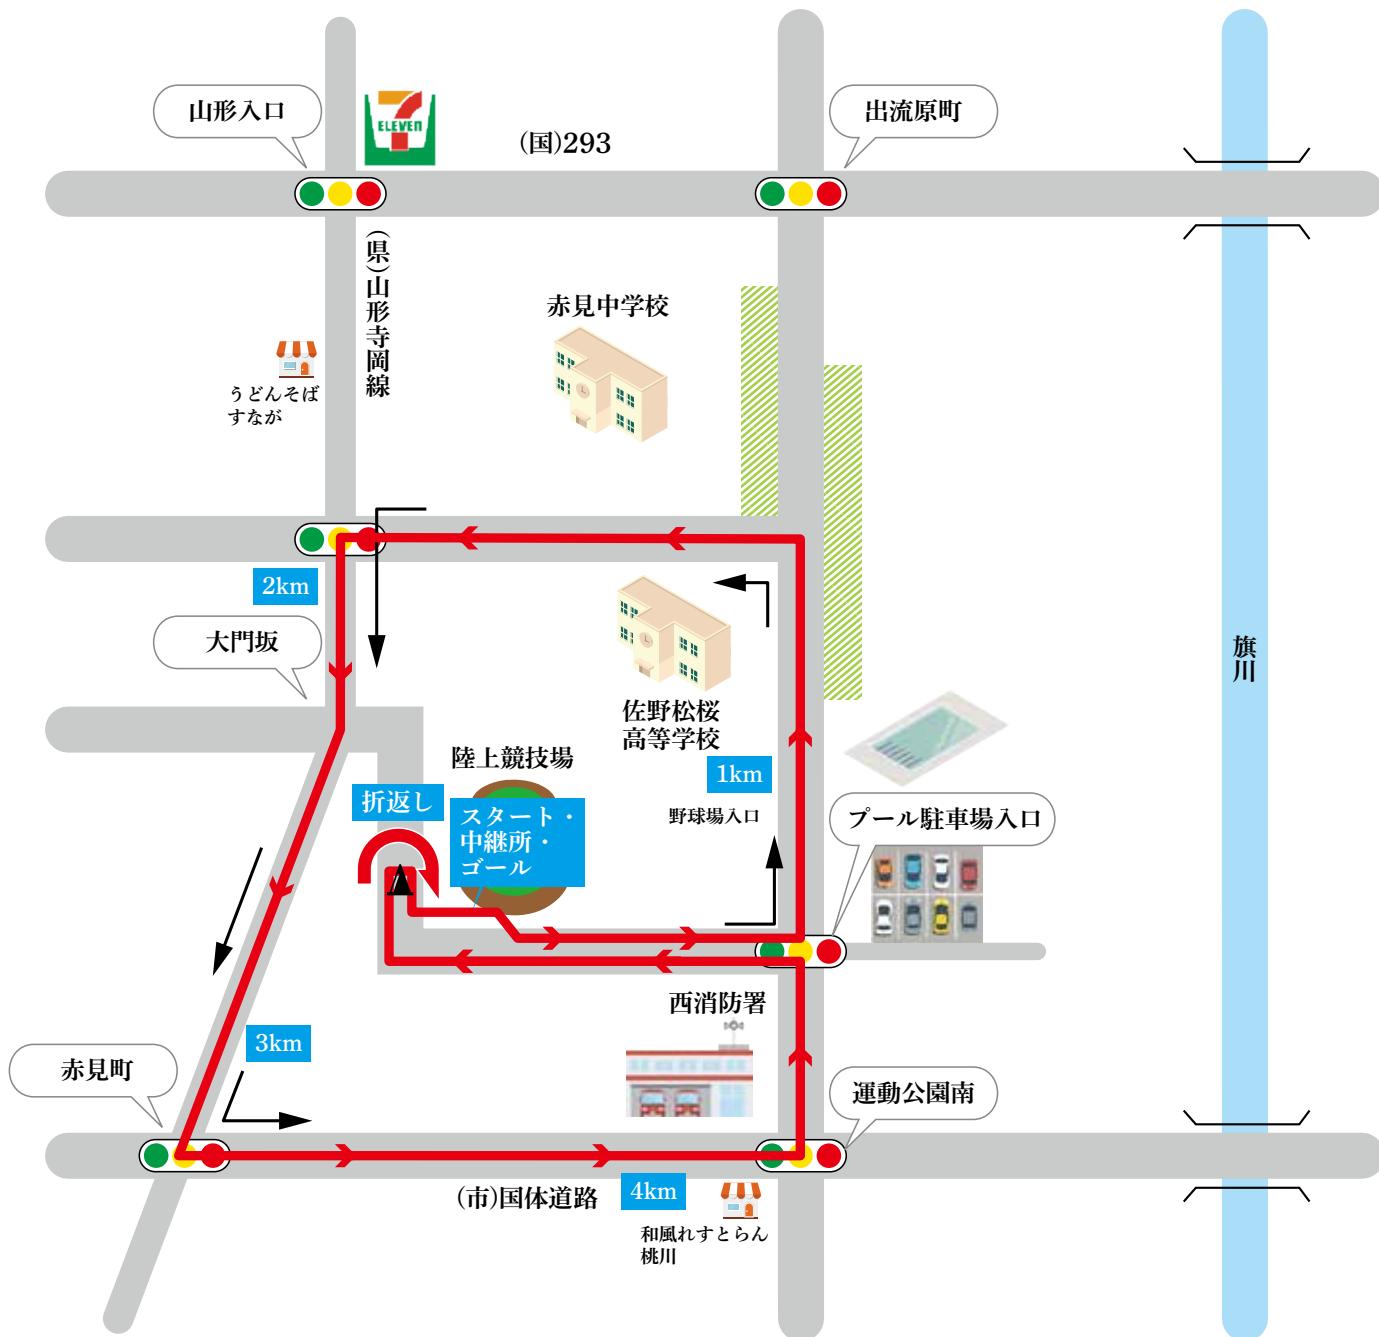 山形入口
ELEVEn
(国)293
出流原町
(県)山形寺岡線
赤見中学校
うどんそば
すなが
2km
大門坂
佐野松桜
高等学校
旗川
陸上競技場
1km
折返し
スタート・
中継所・
ゴール
野球場入口
プール駐車場入口
西消防署
3km
赤見町
運動公園南
(市)国体道路
4km
和風れすとらん
桃川